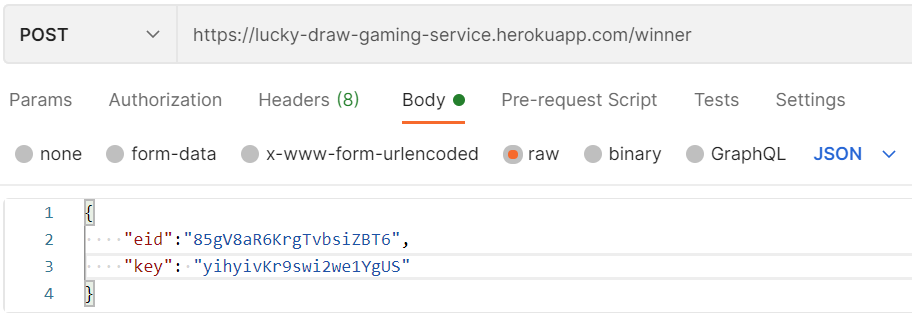 POST https://lucky-draw-gaming-service.herokuapp.com/winner
Params Authorization Headers (8) Body Pre-request Script Tests Settings
none form-data x-www-form-urlencoded raw binary GraphQL JSON
1 {
2 "eid":"85gV8aR6KrgTvbsiZBT6",
3 "key": "yihyivKr9swi2we1YgUS"
4 }